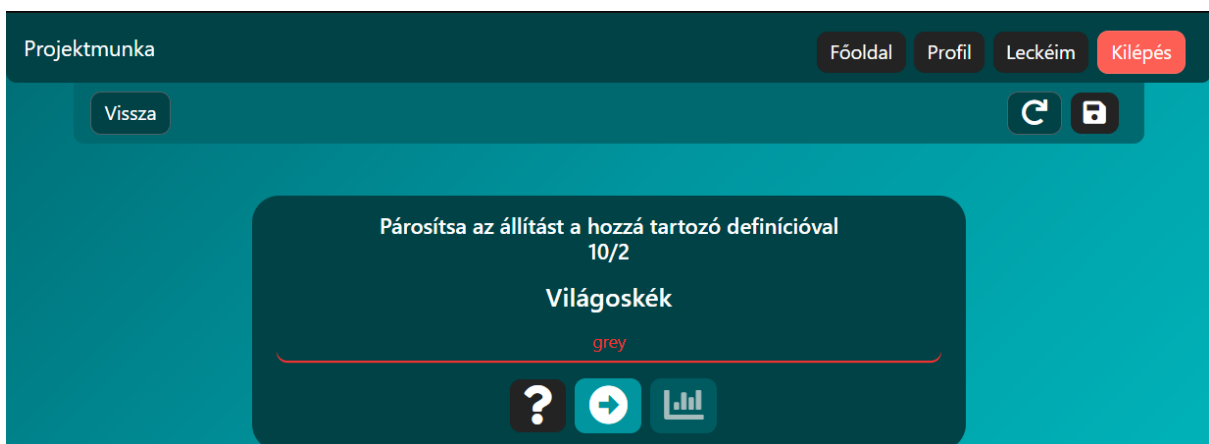 Projektmunka
Főoldal
Profil
Leckéim
Kilépés
Vissza
Párosítsa az állítást a hozzá tartozó definícióval
10/2
Világoskék
grey